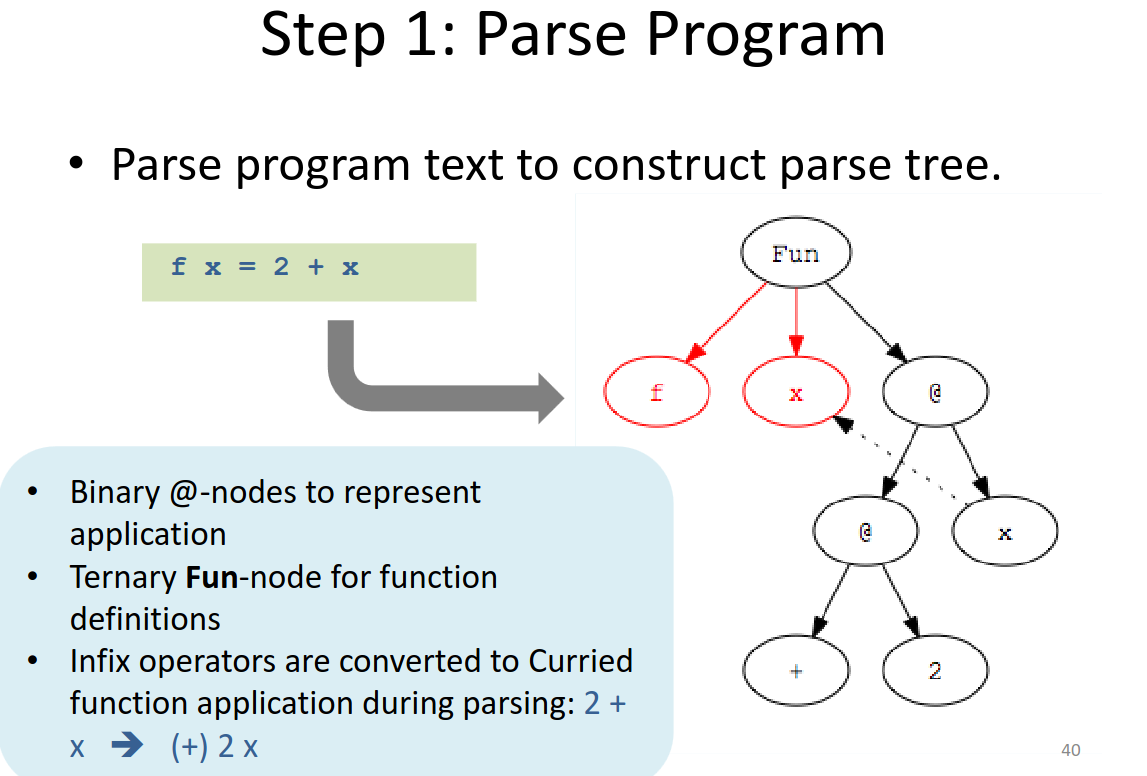 Step 1: Parse Program
• Parse program text to construct parse tree.
f x = 2 + x
Fun
f x @
@ x
+ 2
• Binary @-nodes to represent
application
• Ternary Fun-node for function
definitions
• Infix operators are converted to Curried
function application during parsing: 2 +
x ➔ (+) 2 x
40